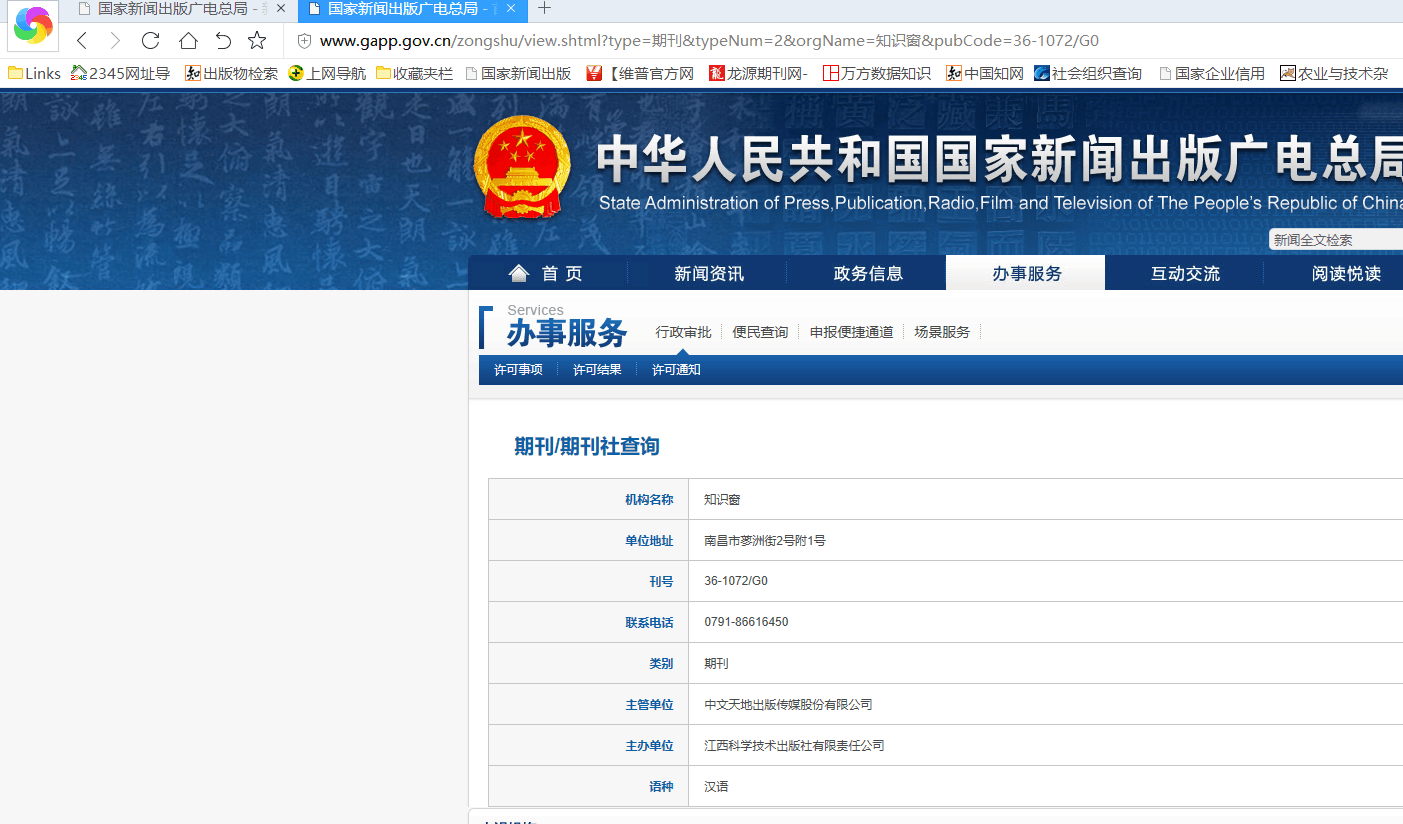 国家新闻出版广电总局 -
国家新闻出版广电总局 -
www.gapp.gov.cn/zongshu/view.shtml?type=期刊&typeNum=2&orgName=知识窗&pubCode=36-1072/G0
Links 2345网址导 出版物检索 上网导航 收藏夹栏 国家新闻出版 【维普官方网 龙源期刊网- 万方数据知识 中国知网 社会组织查询 国家企业信用 农业与技术杂
中华人民共和国国家新闻出版广电总局
State Administration of Press,Publication,Radio,Film and Television of The People's Republic of China
新闻全文检索
首 页 新闻资讯 政务信息 办事服务 互动交流 阅读悦读
Services
办事服务 行政审批 便民查询 申报便捷通道 场景服务
许可事项 许可结果 许可通知
期刊/期刊社查询
机构名称 知识窗
单位地址 南昌市蓼洲街2号附1号
刊号 36-1072/G0
联系电话 0791-86616450
类别 期刊
主管单位 中文天地出版传媒股份有限公司
主办单位 江西科学技术出版社有限责任公司
语种 汉语